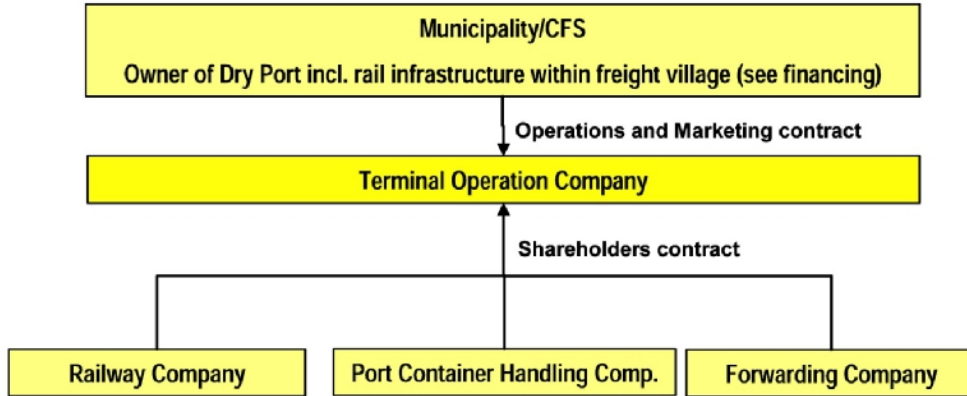 Municipality/CFS
Owner of Dry Port incl. rail infrastructure within freight village (see financing)
Operations and Marketing contract
Terminal Operation Company
Shareholders contract
Railway Company
Port Container Handling Comp.
Forwarding Company